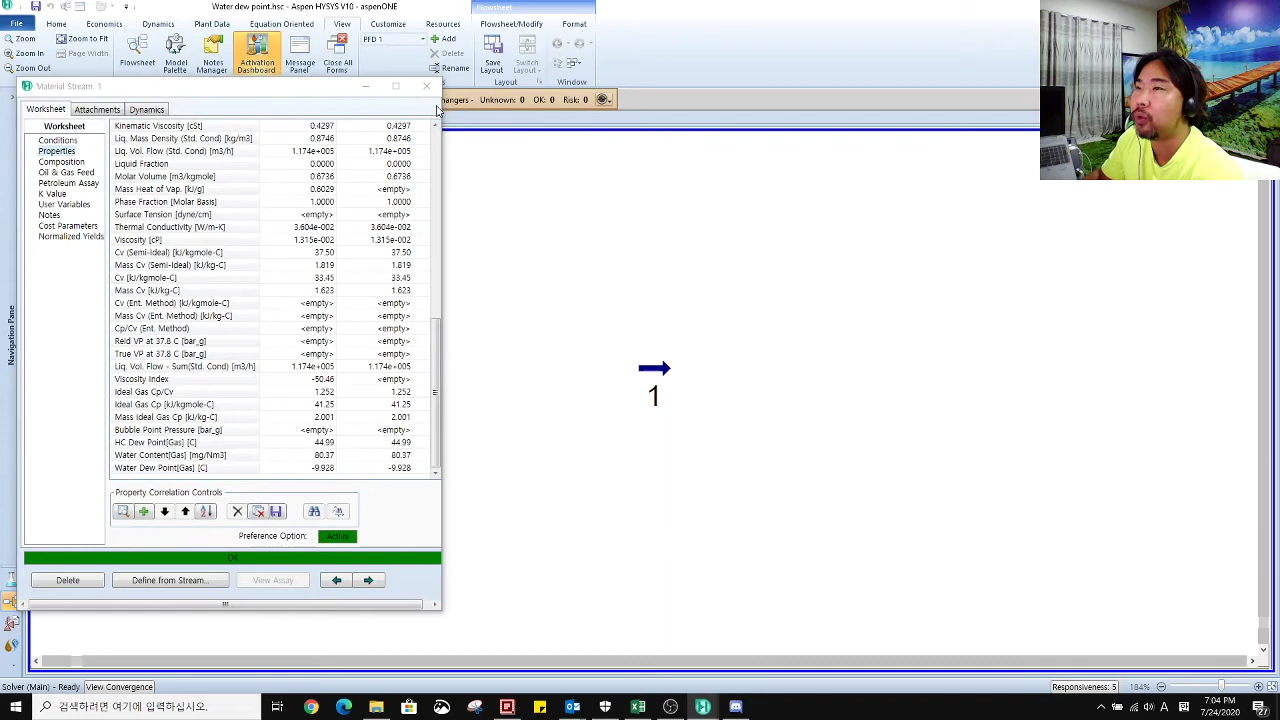 Water dew point.hsc - Aspen HYSYS V10 - aspenONE
Flowsheet
File
Home
Economics
Dynamics
Plant Data
Equation Oriented
View
Customize
Resources
Flowsheet/Modify
Format
Zoom
Zoom to Fit
Zoom In
Page Width
Zoom Out
Flowsheet
Model Palette
Notes Manager
Activation Dashboard
Message Panel
Close All Forms
PFD 1
Add
Delete
Rename
Save Layout
Switch Layout
Layout
Window
Material Stream: 1
Unknown: 0 OK: 0 Risk: 0
Worksheet Attachments Dynamics
Worksheet
Conditions
Properties
Composition
Oil & Gas Feed
Petroleum Assay
K Value
User Variables
Notes
Cost Parameters
Normalized Yields
Kinematic Viscosity [cSt] 0.4297 0.4297
Liq. Mass Density (Std. Cond) [kg/m3] 0.8746 0.8746
Liq. Vol. Flow (Std. Cond) [m3/h] 1.174e+005 1.174e+005
Liquid Fraction 0.0000 0.0000
Molar Volume [m3/kgmole] 0.6736 0.6736
Mass Heat of Vap. [kJ/kg] 0.6029 <empty>
Phase Fraction [Molar Basis] 1.0000 1.0000
Surface Tension [dyne/cm] <empty> <empty>
Thermal Conductivity [W/m-K] 3.604e-002 3.604e-002
Viscosity [cP] 1.315e-002 1.315e-002
Cv (Semi-Ideal) [kJ/kgmole-C] 37.50 37.50
Mass Cv (Semi-Ideal) [kJ/kg-C] 1.819 1.819
Cv [kJ/kgmole-C] 33.45 33.45
Mass Cv [kJ/kg-C] 1.623 1.623
Cv (Ent. Method) [kJ/kgmole-C] <empty> <empty>
Mass Cv (Ent. Method) [kJ/kg-C] <empty> <empty>
Cp/Cv (Ent. Method) <empty> <empty>
Reid VP at 37.8 C [bar_g] <empty> <empty>
True VP at 37.8 C [bar_g] <empty> <empty>
Liq. Vol. Flow - Sum(Std. Cond) [m3/h] 1.174e+005 1.174e+005
Viscosity Index -50.46 <empty>
Ideal Gas Cp/Cv 1.252 1.252
Ideal Gas Cp [kJ/kgmole-C] 41.25 41.25
Mass Ideal Gas Cp [kJ/kg-C] 2.001 2.001
Bubble Point Pressure [bar_g] <empty> <empty>
HC Dew Point[Gas] [C] 44.99 44.99
Water Content[Gas] [mg/Nm3] 80.37 80.37
Water Dew Point[Gas] [C] -9.928 -9.928
Property Correlation Controls
Preference Option: Active
OK
Delete
Define from Stream...
View Assay
1
Navigation Pane
Solver (Main) - Ready
View Convergence
Responsiveness: 5
184%
검색하려면 여기에 입력하십시오.
7:04 PM
7/24/2020
27